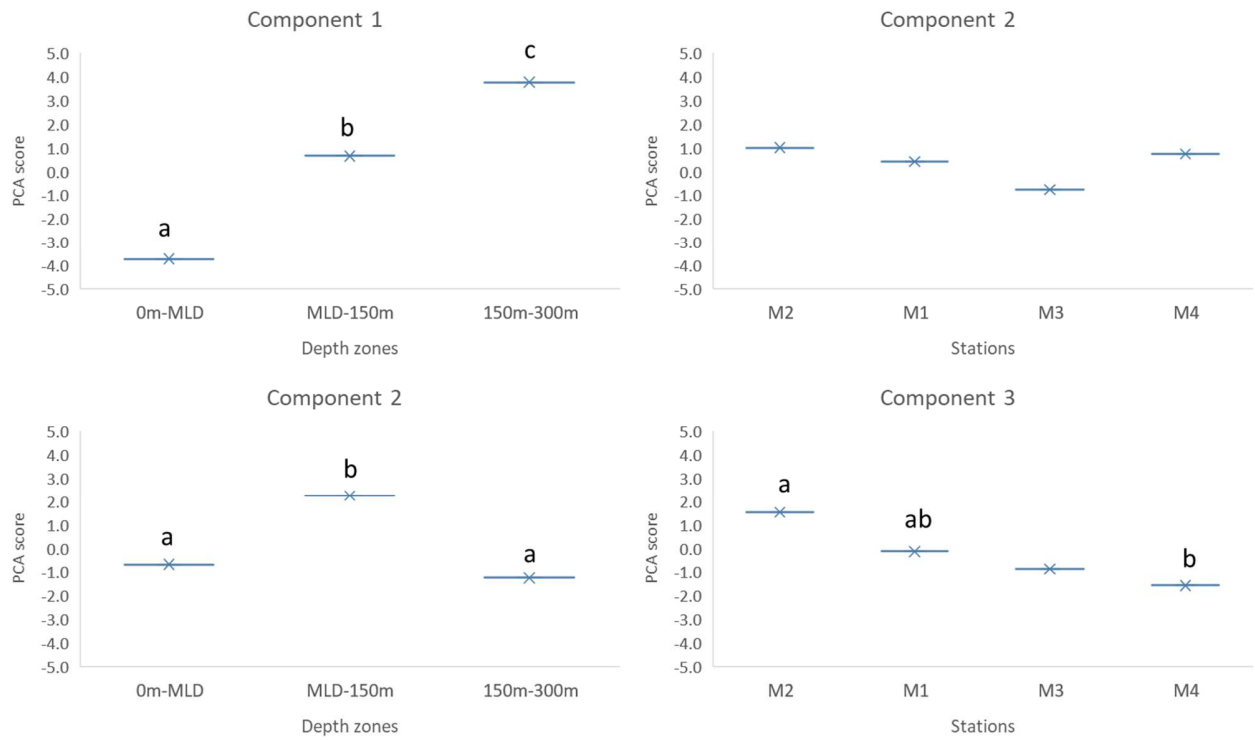 Component 1
5.0
4.0
3.0
2.0
1.0
0.0
-1.0
-2.0
-3.0
-4.0
-5.0
PCA score
a
b
c
0m-MLD MLD-150m 150m-300m
Depth zones
Component 2
5.0
4.0
3.0
2.0
1.0
0.0
-1.0
-2.0
-3.0
-4.0
-5.0
PCA score
M2 M1 M3 M4
Stations
Component 2
5.0
4.0
3.0
2.0
1.0
0.0
-1.0
-2.0
-3.0
-4.0
-5.0
PCA score
a
b
a
0m-MLD MLD-150m 150m-300m
Depth zones
Component 3
5.0
4.0
3.0
2.0
1.0
0.0
-1.0
-2.0
-3.0
-4.0
-5.0
PCA score
a
ab
b
M2 M1 M3 M4
Stations